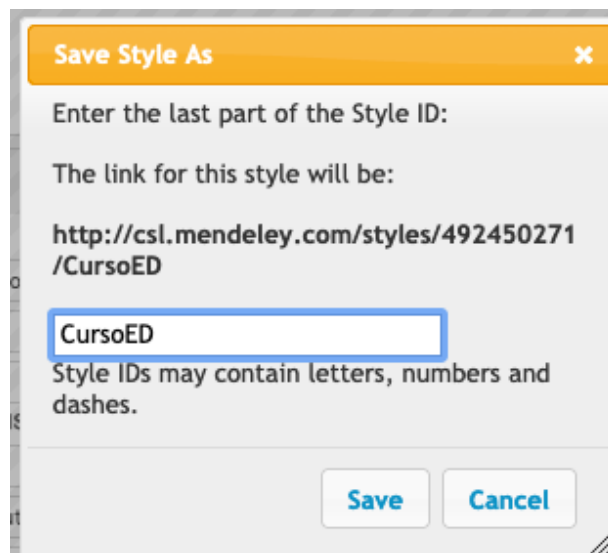 Save Style As
Enter the last part of the Style ID:
The link for this style will be:
http://csl.mendeley.com/styles/492450271
/CursoED
CursoED
Style IDs may contain letters, numbers and
dashes.
Save Cancel